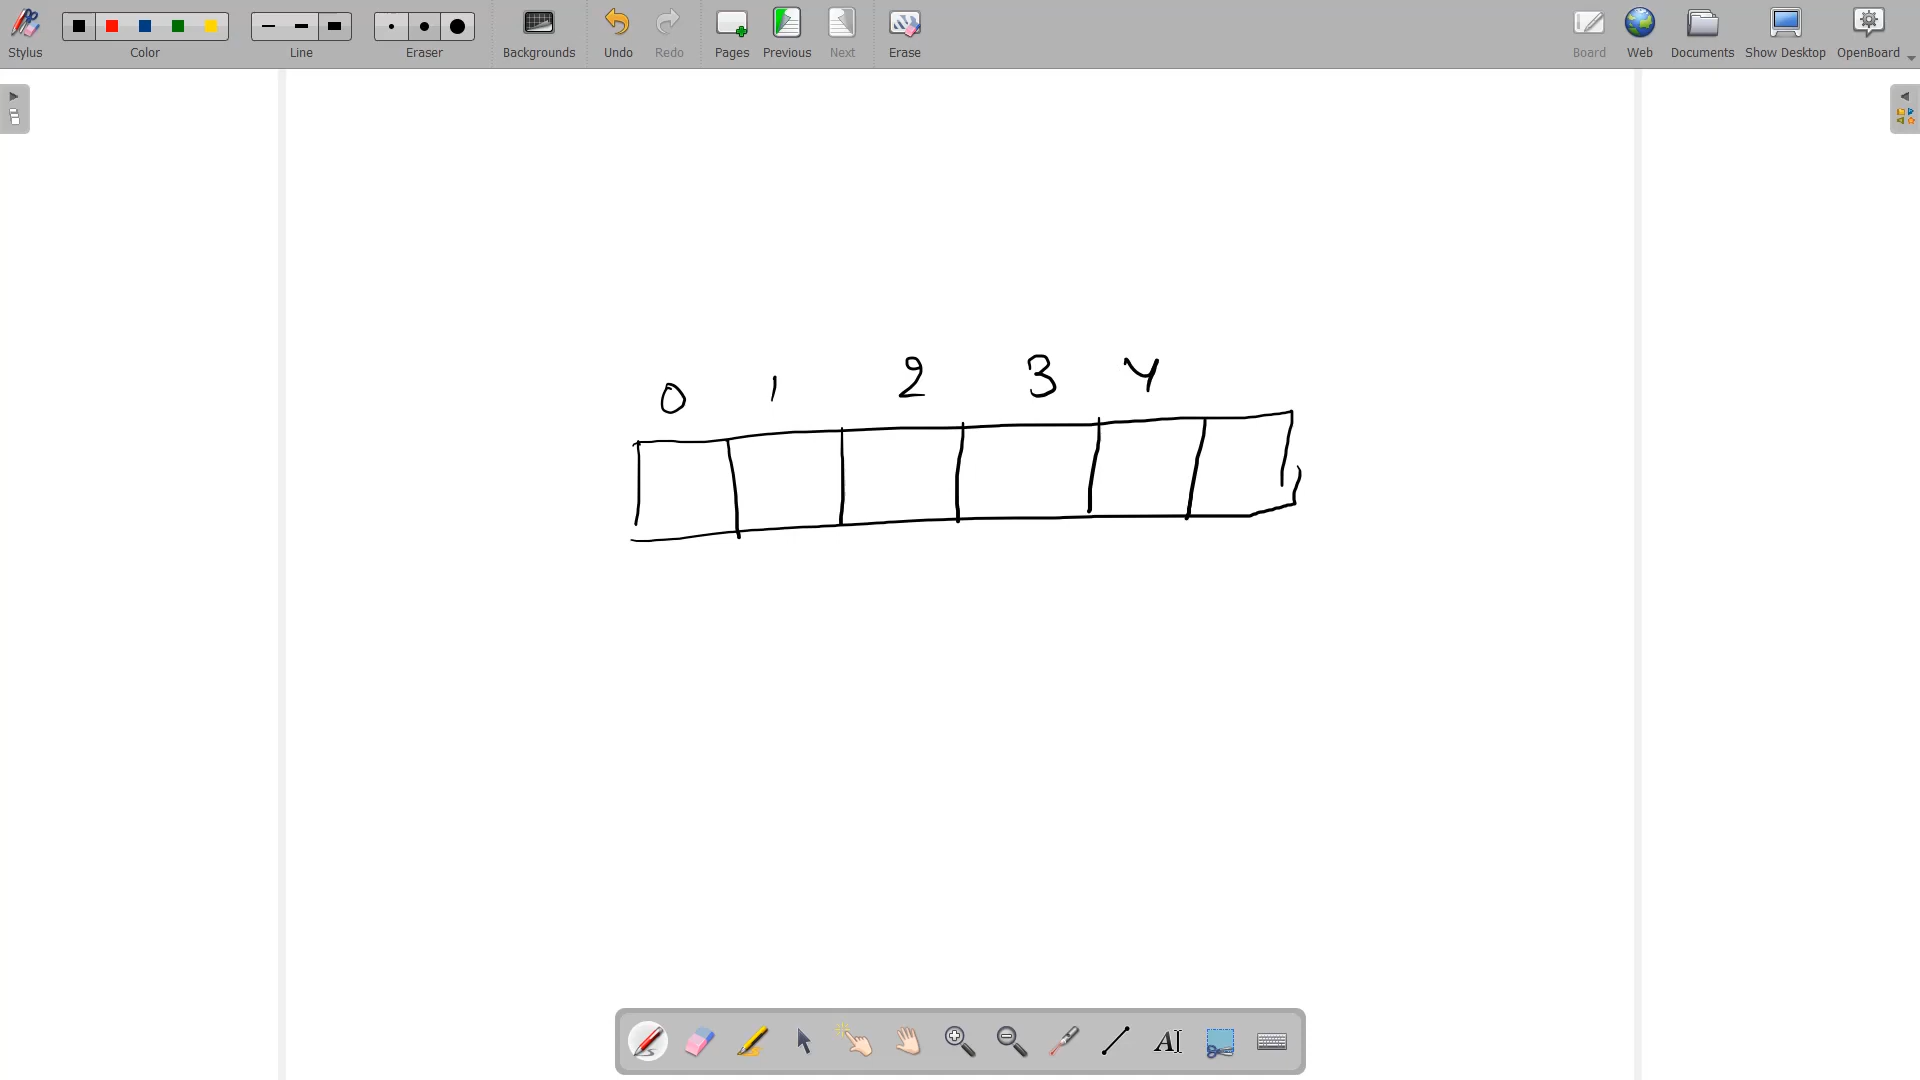 Stylus Color Line Eraser Backgrounds Undo Redo Pages Previous Next Erase Board Web Documents Show Desktop OpenBoard
0 1 2 3 4
A